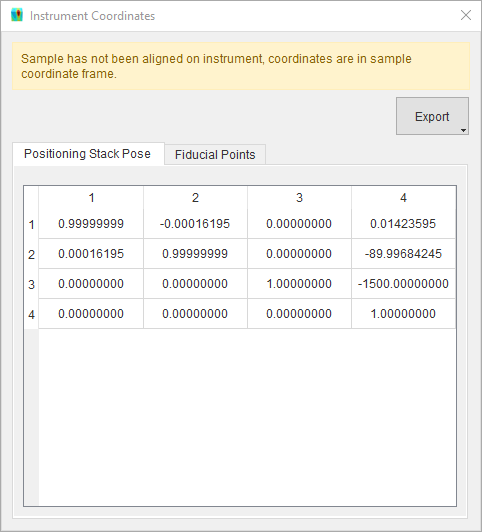 Instrument Coordinates
Sample has not been aligned on instrument, coordinates are in sample
coordinate frame.
Export
Positioning Stack Pose Fiducial Points
1 2 3 4
1 0.99999999 -0.00016195 0.00000000 0.01423595
2 0.00016195 0.99999999 0.00000000 -89.99684245
3 0.00000000 0.00000000 1.00000000 -1500.00000000
4 0.00000000 0.00000000 0.00000000 1.00000000